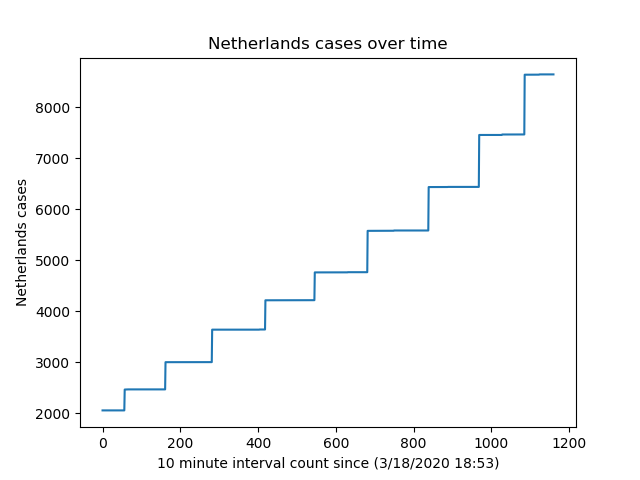 Netherlands cases over time
Netherlands cases
8000
7000
6000
5000
4000
3000
2000
0 200 400 600 800 1000 1200
10 minute interval count since (3/18/2020 18:53)